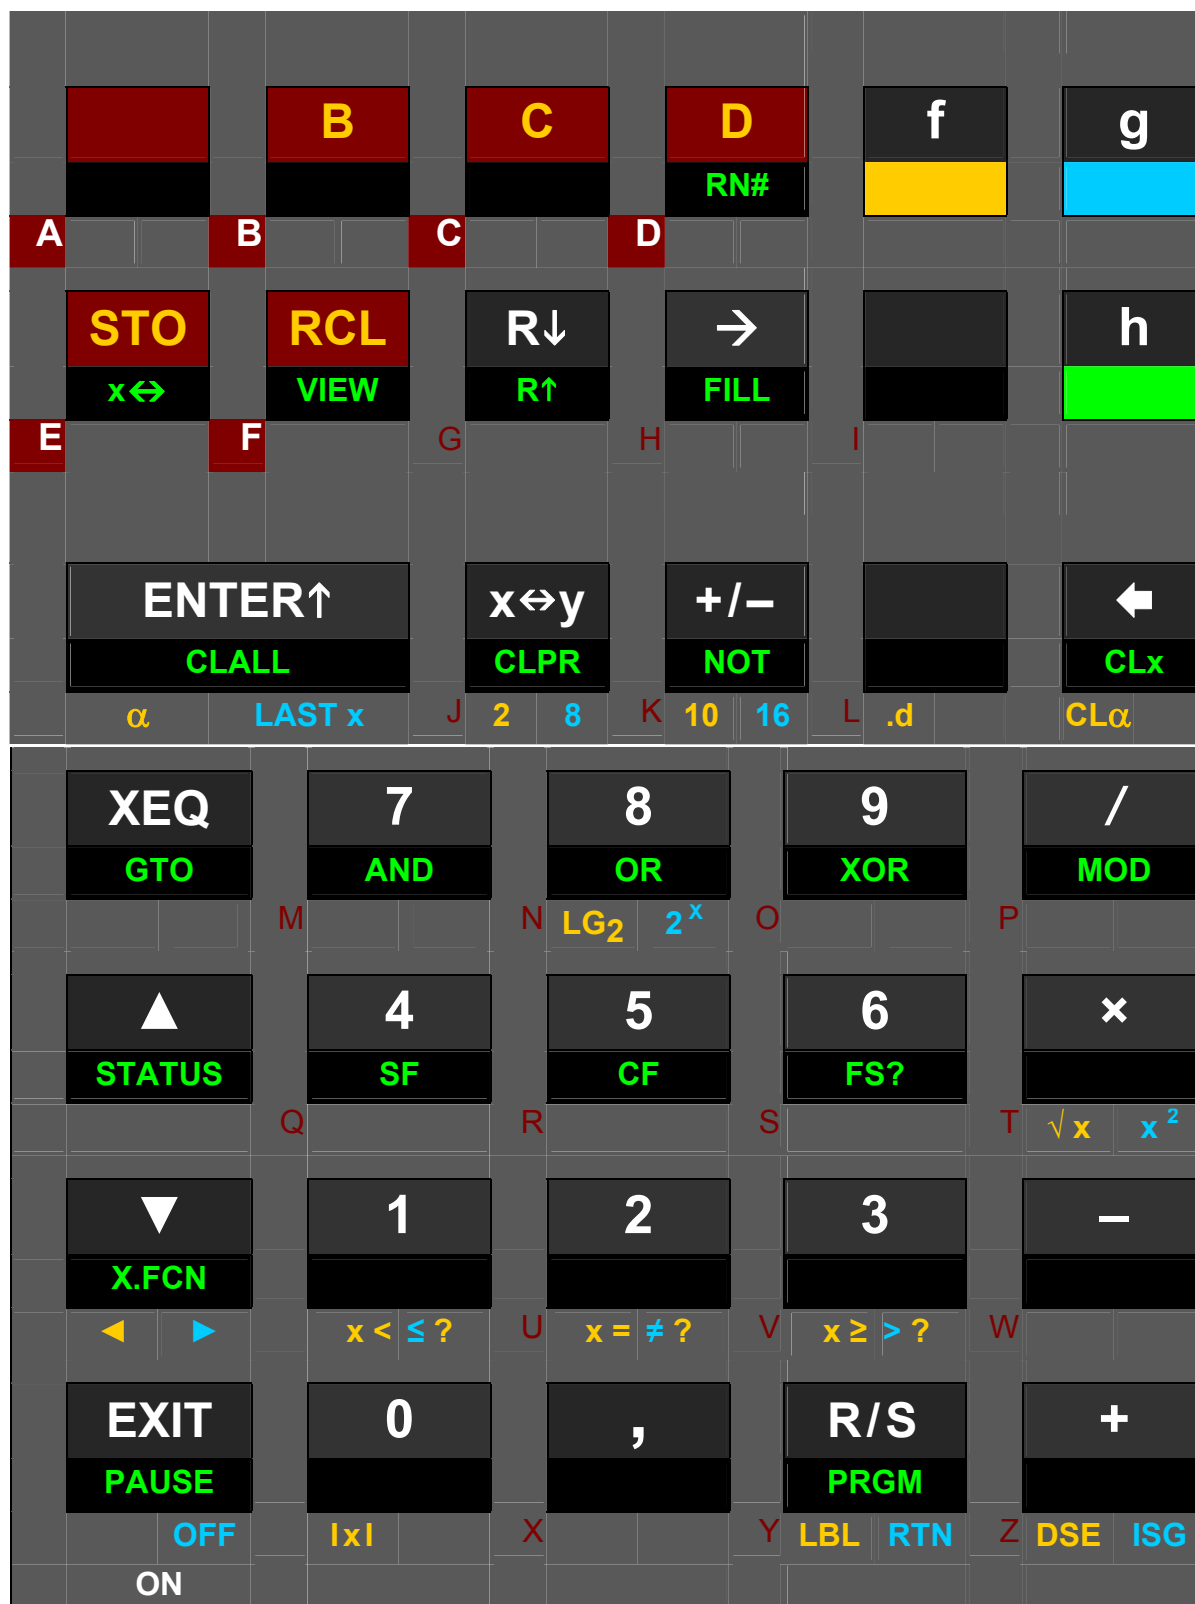 B C D f g
RN#
A B C D
STO RCL R↓ → h
x↔ VIEW R↑ FILL
E F G H I
ENTER↑ x↔y +/– 🡄
CLALL CLPR NOT CLx
α LAST x J 2 8 K 10 16 L .d CLα
XEQ 7 8 9 /
GTO AND OR XOR MOD
M N LG₂ 2ˣ O P
▲ 4 5 6 ×
STATUS SF CF FS?
Q R S T √x x²
▼ 1 2 3 –
X.FCN
◄ ► x < ≤ ? U x = ≠ ? V x ≥ > ? W
EXIT 0 , R/S +
PAUSE PRGM
OFF |x| X Y LBL RTN Z DSE ISG
ON